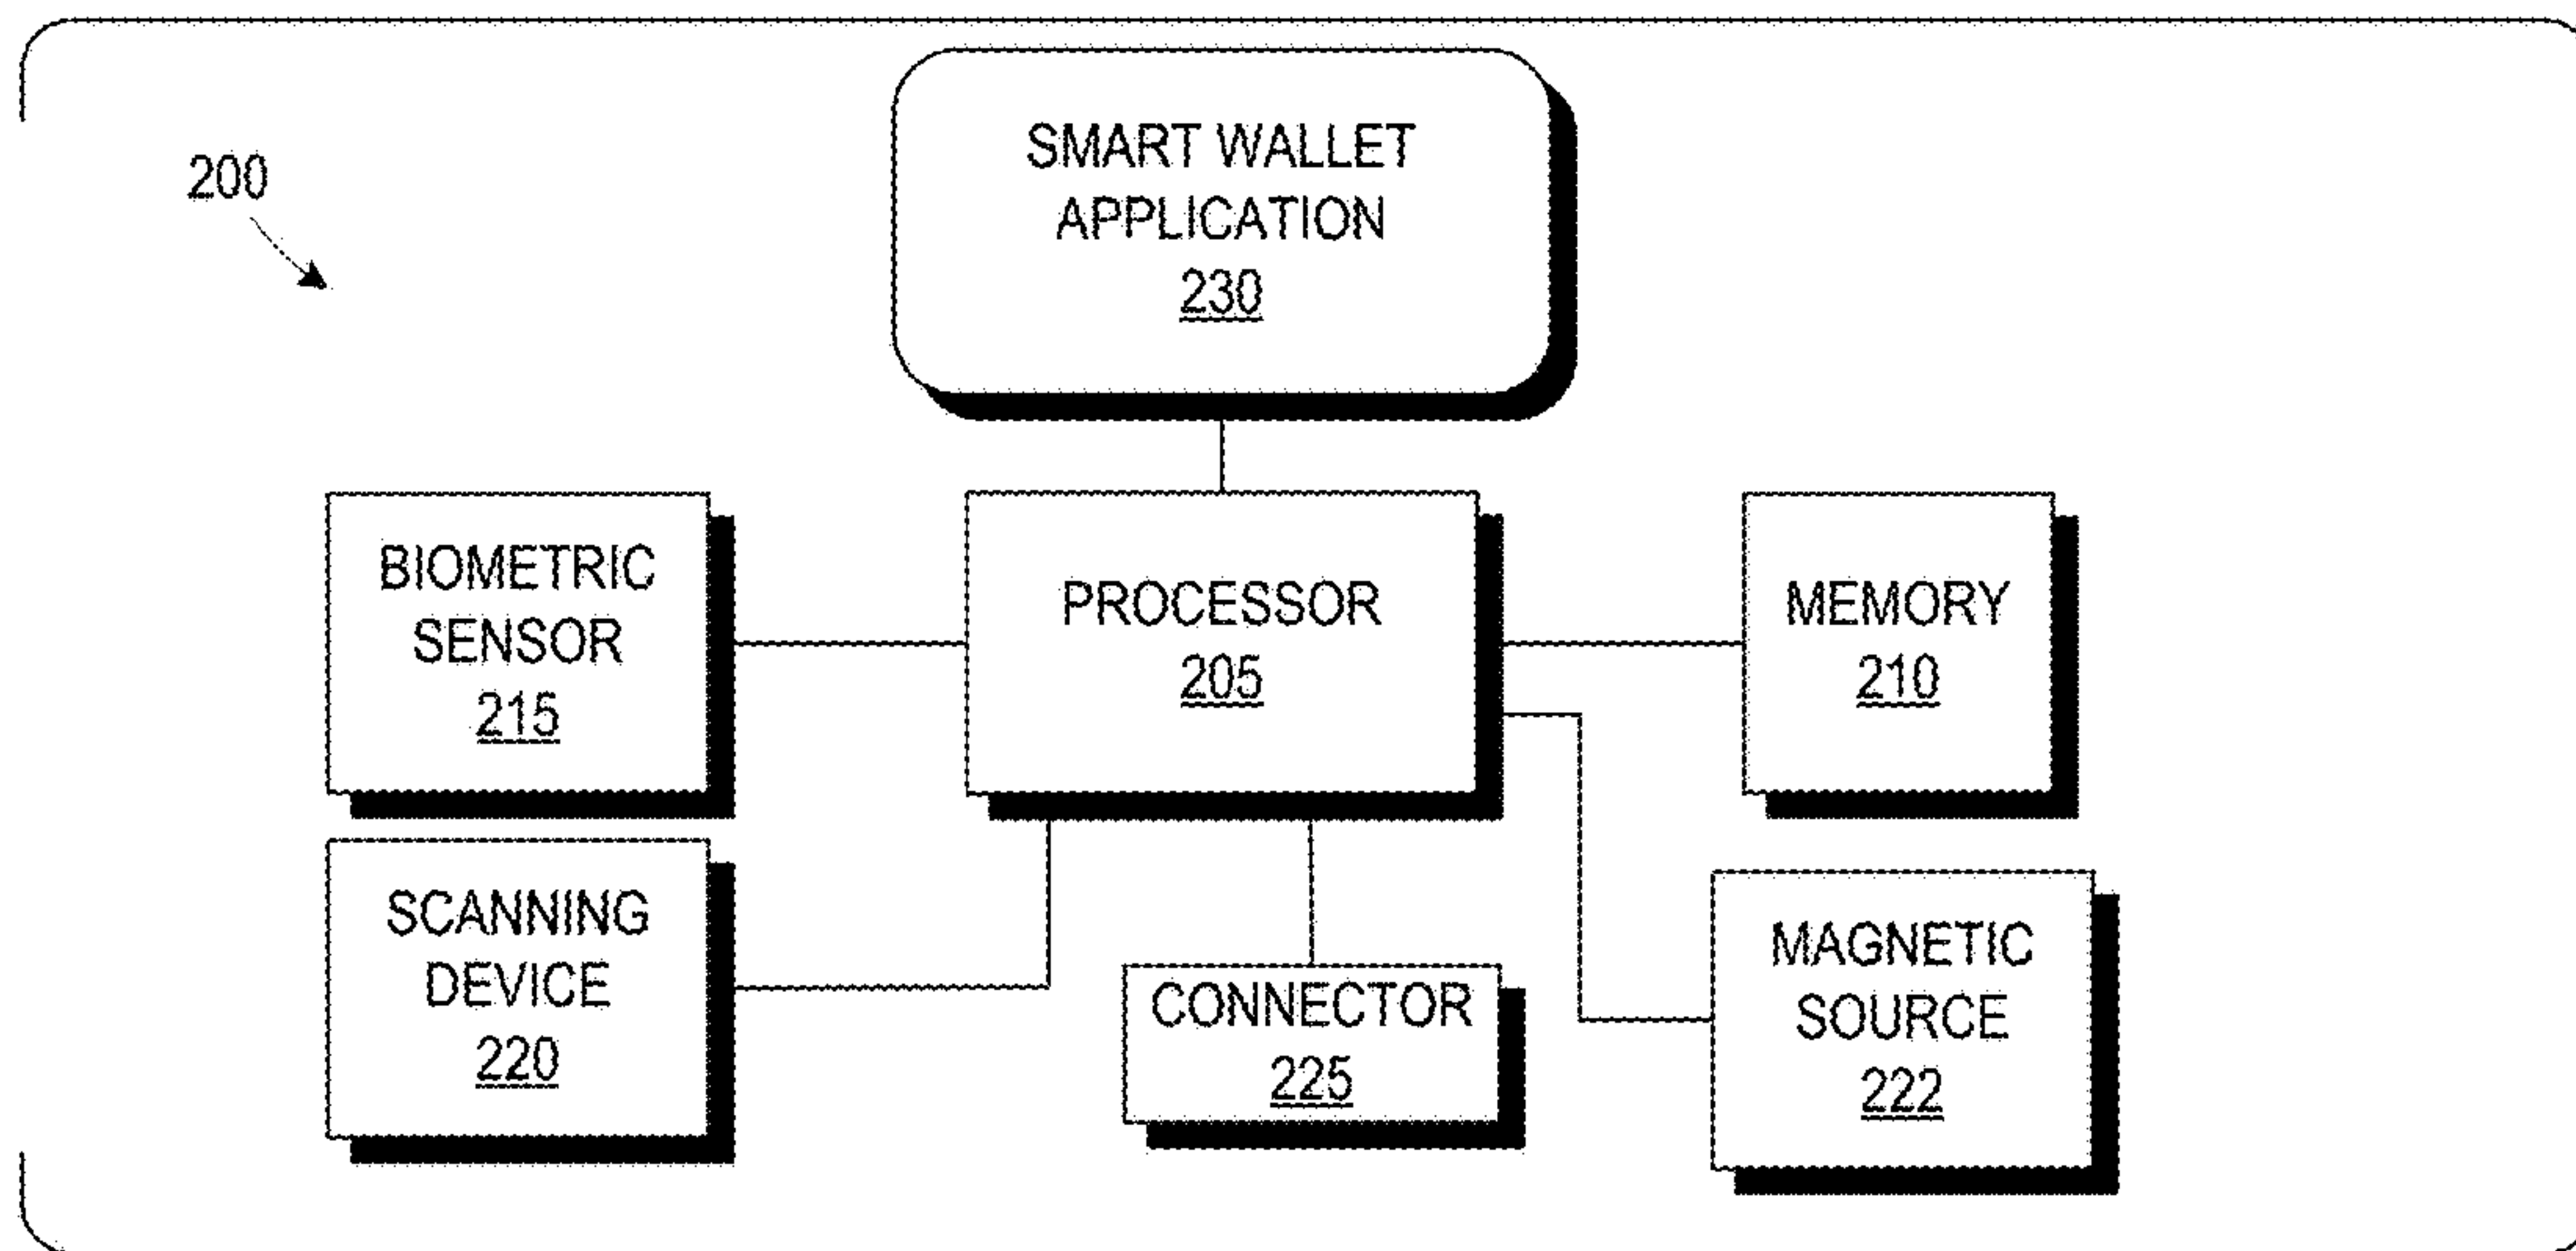 200
SMART WALLET
APPLICATION
230
BIOMETRIC
SENSOR
215
PROCESSOR
205
MEMORY
210
SCANNING
DEVICE
220
CONNECTOR
225
MAGNETIC
SOURCE
222